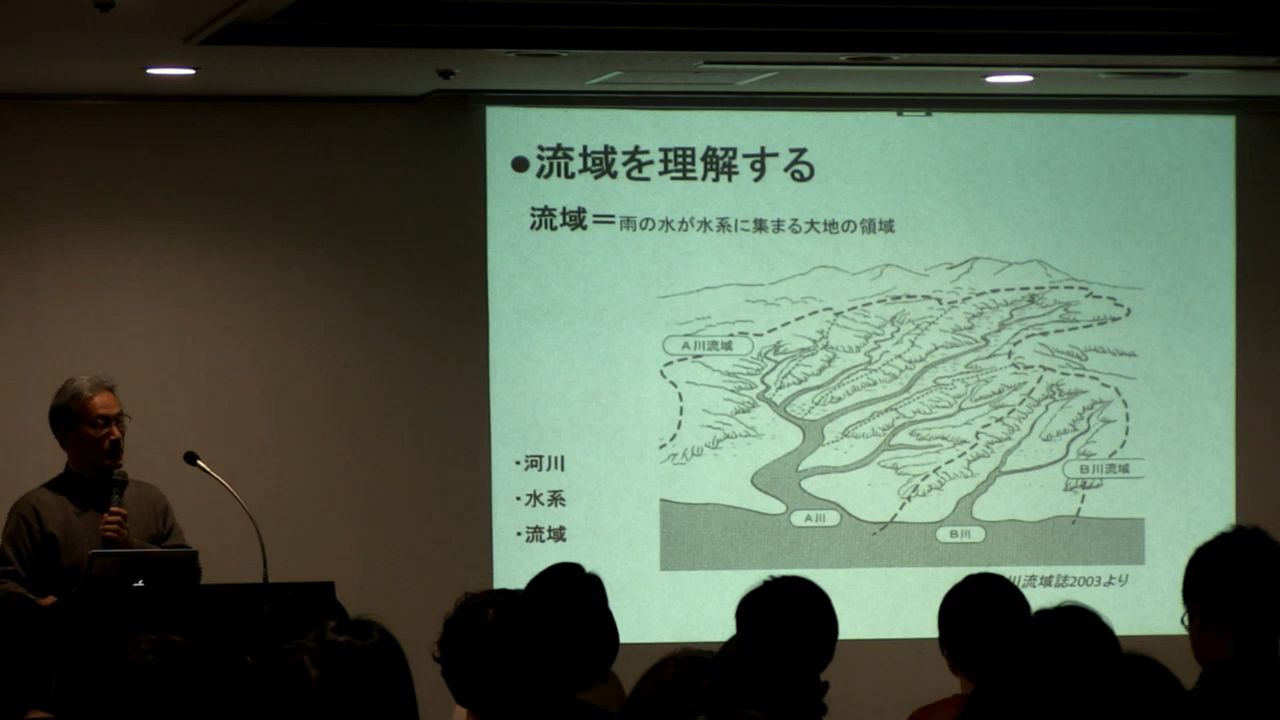 ●流域を理解する
流域＝雨の水が水系に集まる大地の領域
A川流域
・河川
・水系
・流域
B川流域
A川
B川
川流域誌2003より